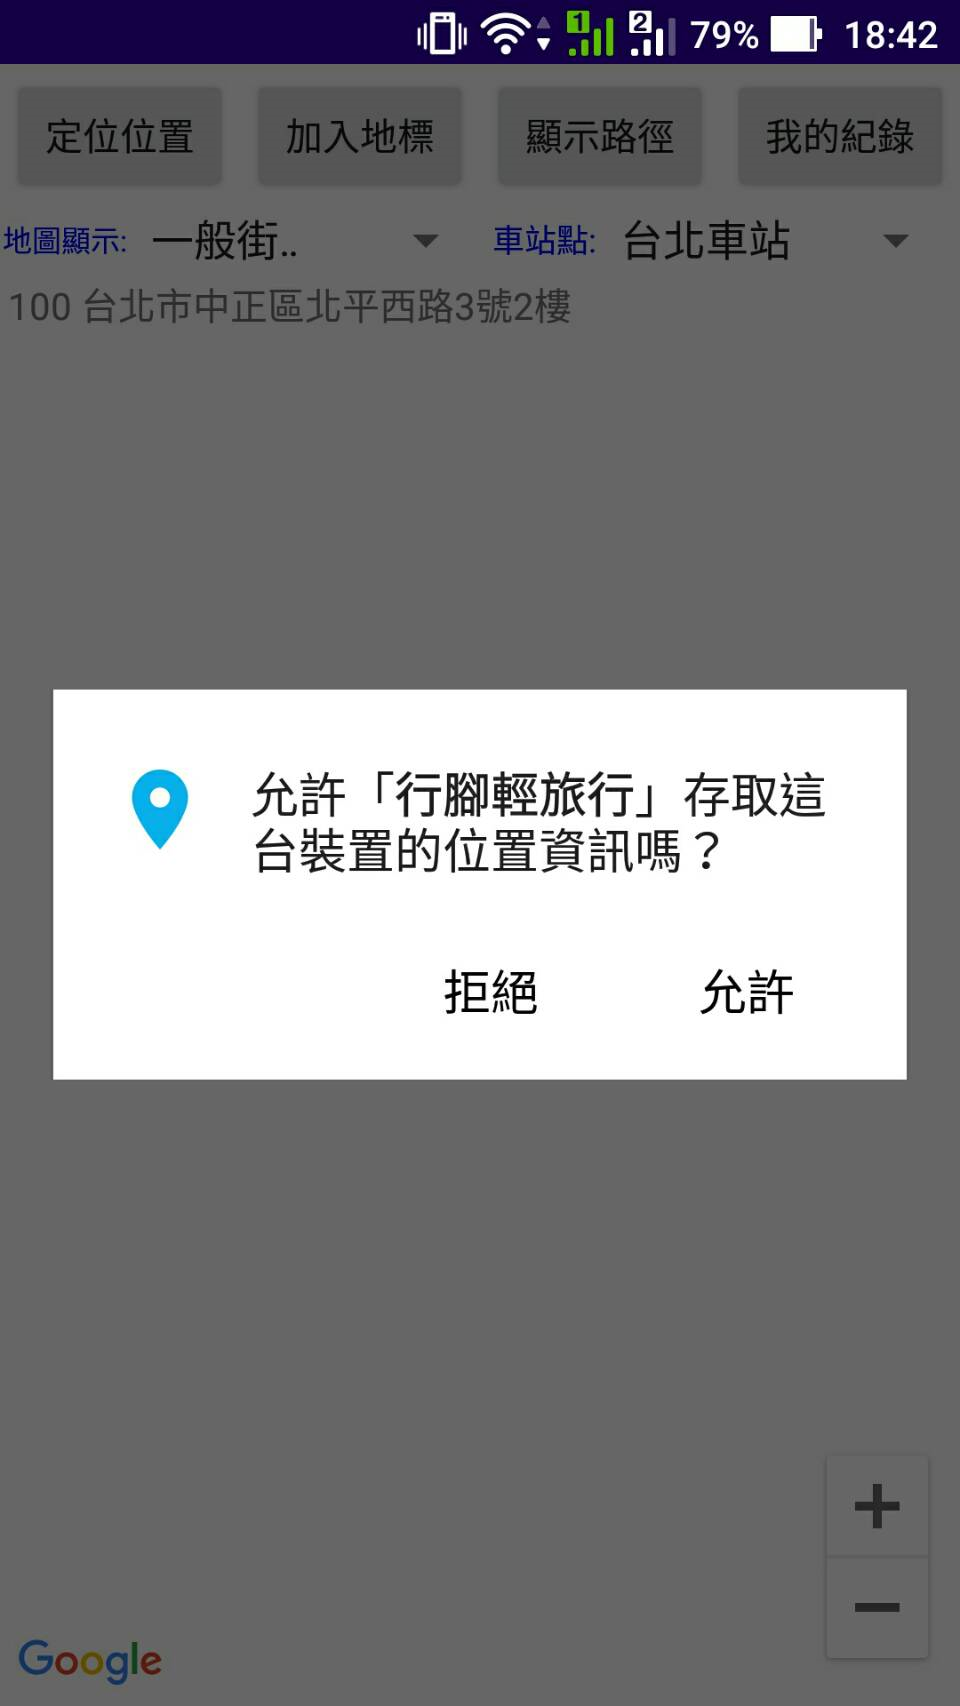 1 2 79% 18:42
定位位置 加入地標 顯示路徑 我的紀錄
地圖顯示: 一般街.. 車站點: 台北車站
100 台北市中正區北平西路3號2樓
允許「行腳輕旅行」存取這
台裝置的位置資訊嗎？
拒絕 允許
Google